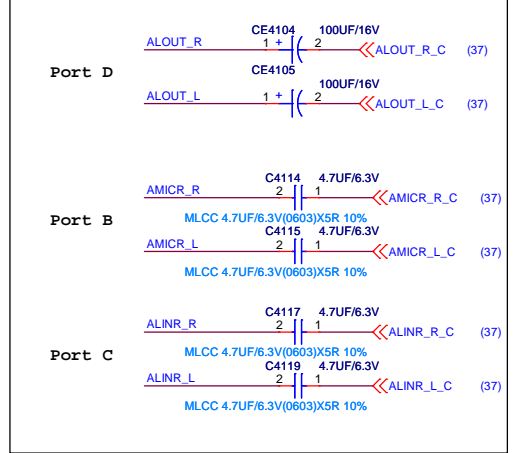 CE4104 100UF/16V
ALOUT_R 1 + 2 ALOUT_R_C (37)
Port D
CE4105 100UF/16V
ALOUT_L 1 + 2 ALOUT_L_C (37)
C4114 4.7UF/6.3V
AMICR_R 2 1 AMICR_R_C (37)
MLCC 4.7UF/6.3V(0603)X5R 10%
Port B
C4115 4.7UF/6.3V
AMICR_L 2 1 AMICR_L_C (37)
MLCC 4.7UF/6.3V(0603)X5R 10%
C4117 4.7UF/6.3V
ALINR_R 2 1 ALINR_R_C (37)
MLCC 4.7UF/6.3V(0603)X5R 10%
Port C
C4119 4.7UF/6.3V
ALINR_L 2 1 ALINR_L_C (37)
MLCC 4.7UF/6.3V(0603)X5R 10%